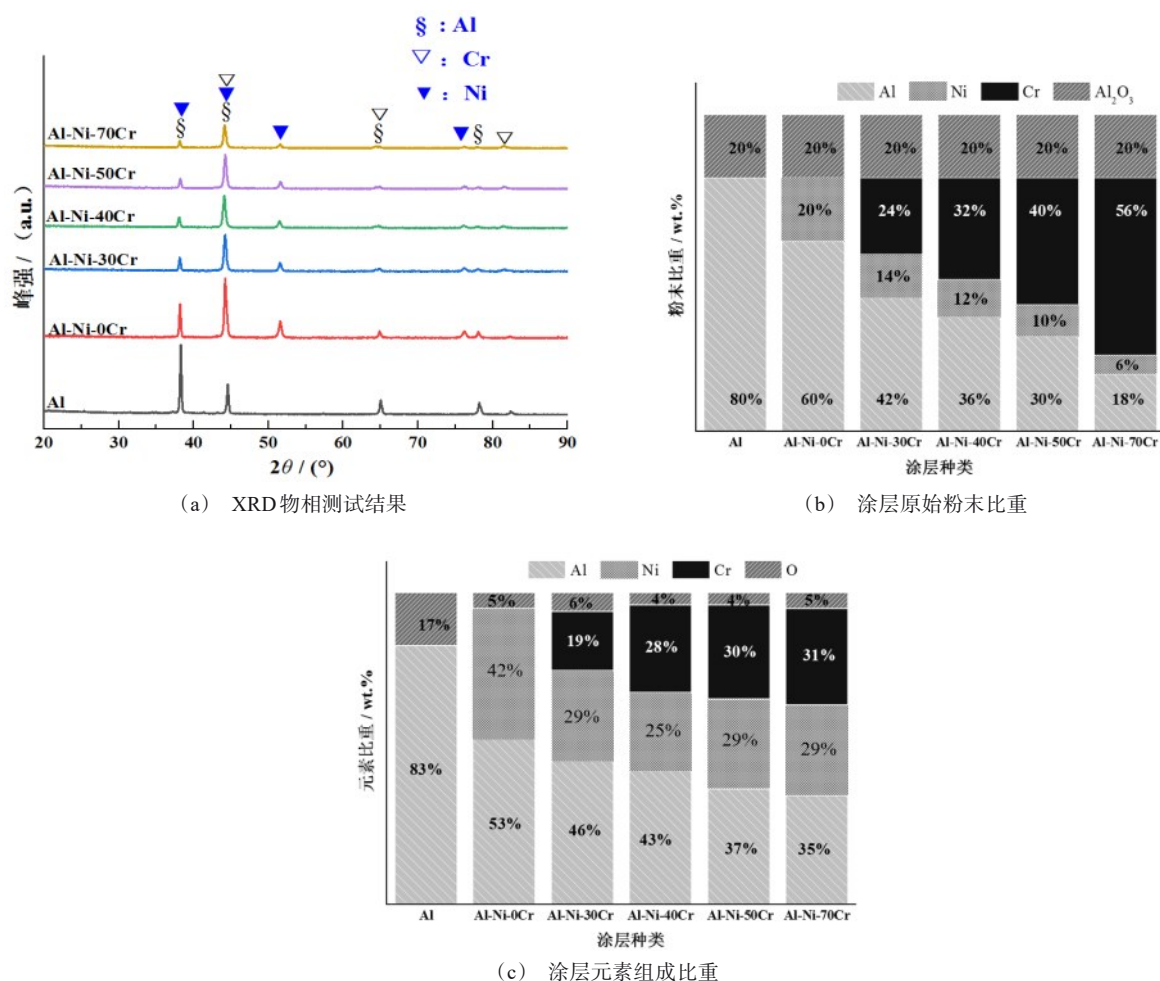 § : Al
▽ : Cr
▼ : Ni
Al-Ni-70Cr
Al-Ni-50Cr
Al-Ni-40Cr
Al-Ni-30Cr
Al-Ni-0Cr
Al
峰强 / (a.u.)
20 30 40 50 60 70 80 90
2θ / (°)
(a) XRD物相测试结果
Al Ni Cr Al₂O₃
20% 20% 20% 20% 20% 20%
20% 24% 32% 40% 56%
14% 12% 10% 6%
80% 60% 42% 36% 30% 18%
粉末比重 / wt.%
Al Al-Ni-0Cr Al-Ni-30Cr Al-Ni-40Cr Al-Ni-50Cr Al-Ni-70Cr
涂层种类
(b) 涂层原始粉末比重
Al Ni Cr O
17% 5% 6% 4% 4% 5%
19% 28% 30% 31%
42% 29% 25% 29% 29%
83% 53% 46% 43% 37% 35%
元素比重 / wt.%
Al Al-Ni-0Cr Al-Ni-30Cr Al-Ni-40Cr Al-Ni-50Cr Al-Ni-70Cr
涂层种类
(c) 涂层元素组成比重